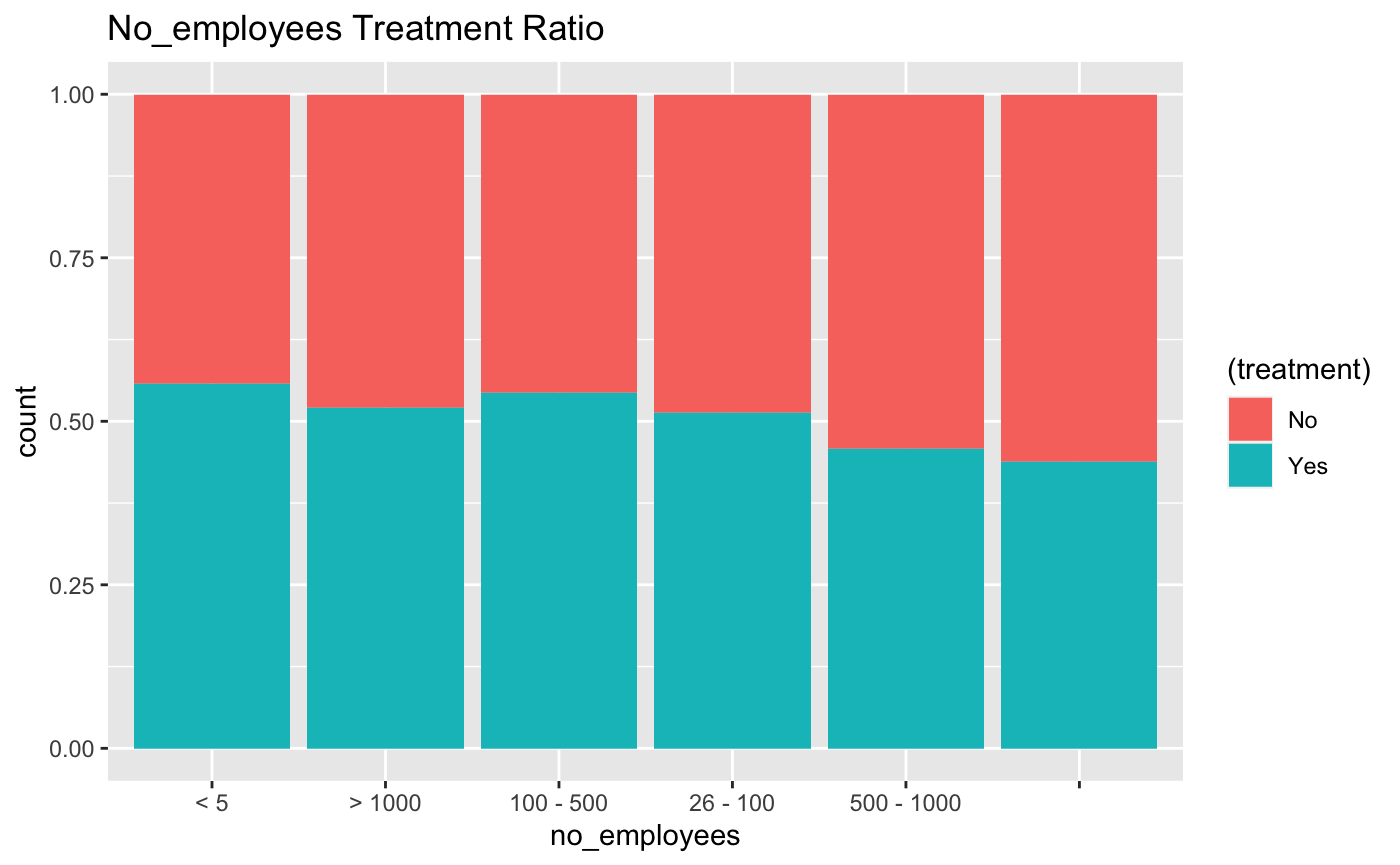 No_employees Treatment Ratio
1.00
0.75
0.50
0.25
0.00
count
< 5 > 1000 100 - 500 26 - 100 500 - 1000
no_employees
(treatment)
No
Yes